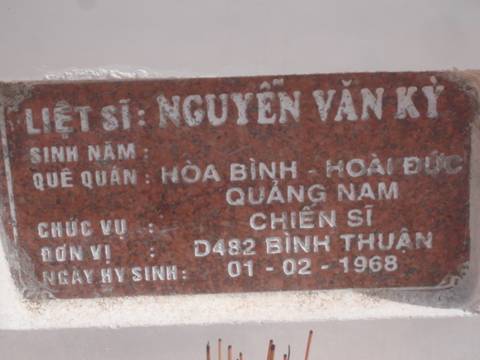 LIỆT SĨ: NGUYỄN VĂN KỲ
SINH NĂM :
QUÊ QUÁN : HÒA BÌNH - HOÀI ĐỨC
QUẢNG NAM
CHỨC VỤ : CHIẾN SĨ
ĐƠN VỊ : D482 BÌNH THUẬN
NGÀY HY SINH: 01 - 02 - 1968